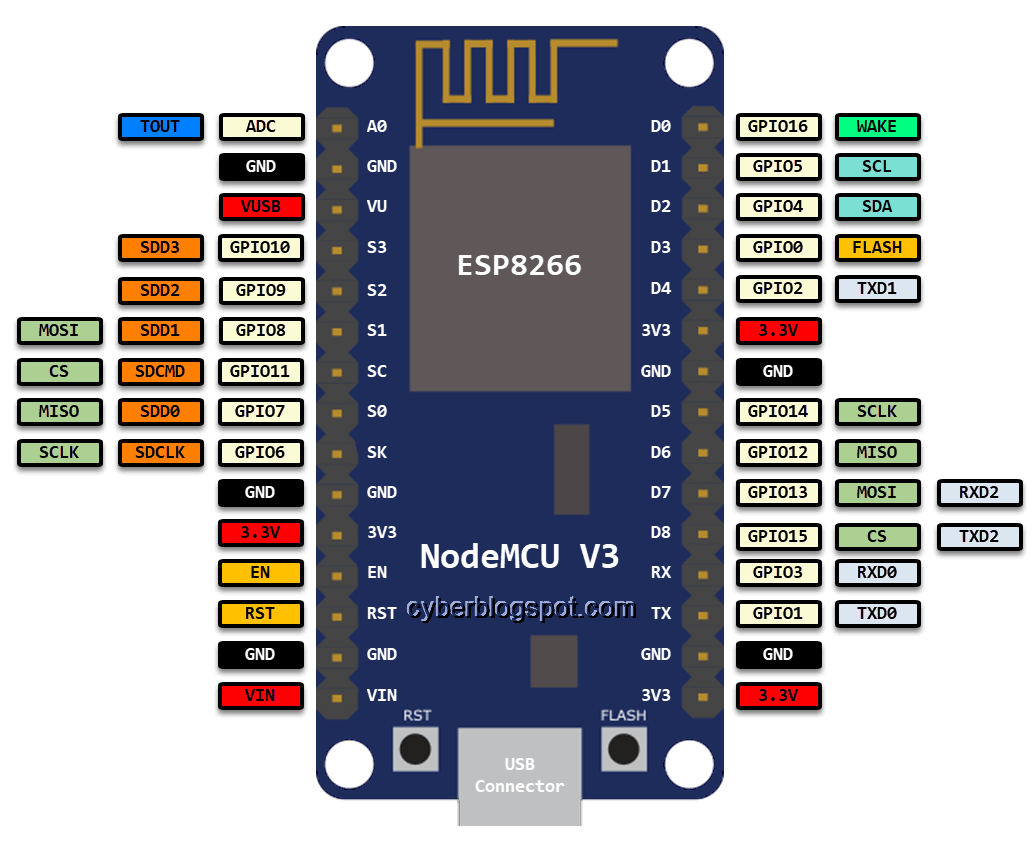 TOUT ADC A0 D0 GPIO16 WAKE
GND GND D1 GPIO5 SCL
VUSB VU D2 GPIO4 SDA
SDD3 GPIO10 S3 D3 GPIO0 FLASH
ESP8266
SDD2 GPIO9 S2 D4 GPIO2 TXD1
MOSI SDD1 GPIO8 S1 3V3 3.3V
CS SDCMD GPIO11 SC GND GND
MISO SDD0 GPIO7 S0 D5 GPIO14 SCLK
SCLK SDCLK GPIO6 SK D6 GPIO12 MISO
GND GND D7 GPIO13 MOSI RXD2
3.3V 3V3 D8 GPIO15 CS TXD2
NodeMCU V3
EN EN RX GPIO3 RXD0
cyberblogspot.com
RST RST TX GPIO1 TXD0
GND GND GND GND
VIN VIN 3V3 3.3V
RST FLASH
USB
Connector